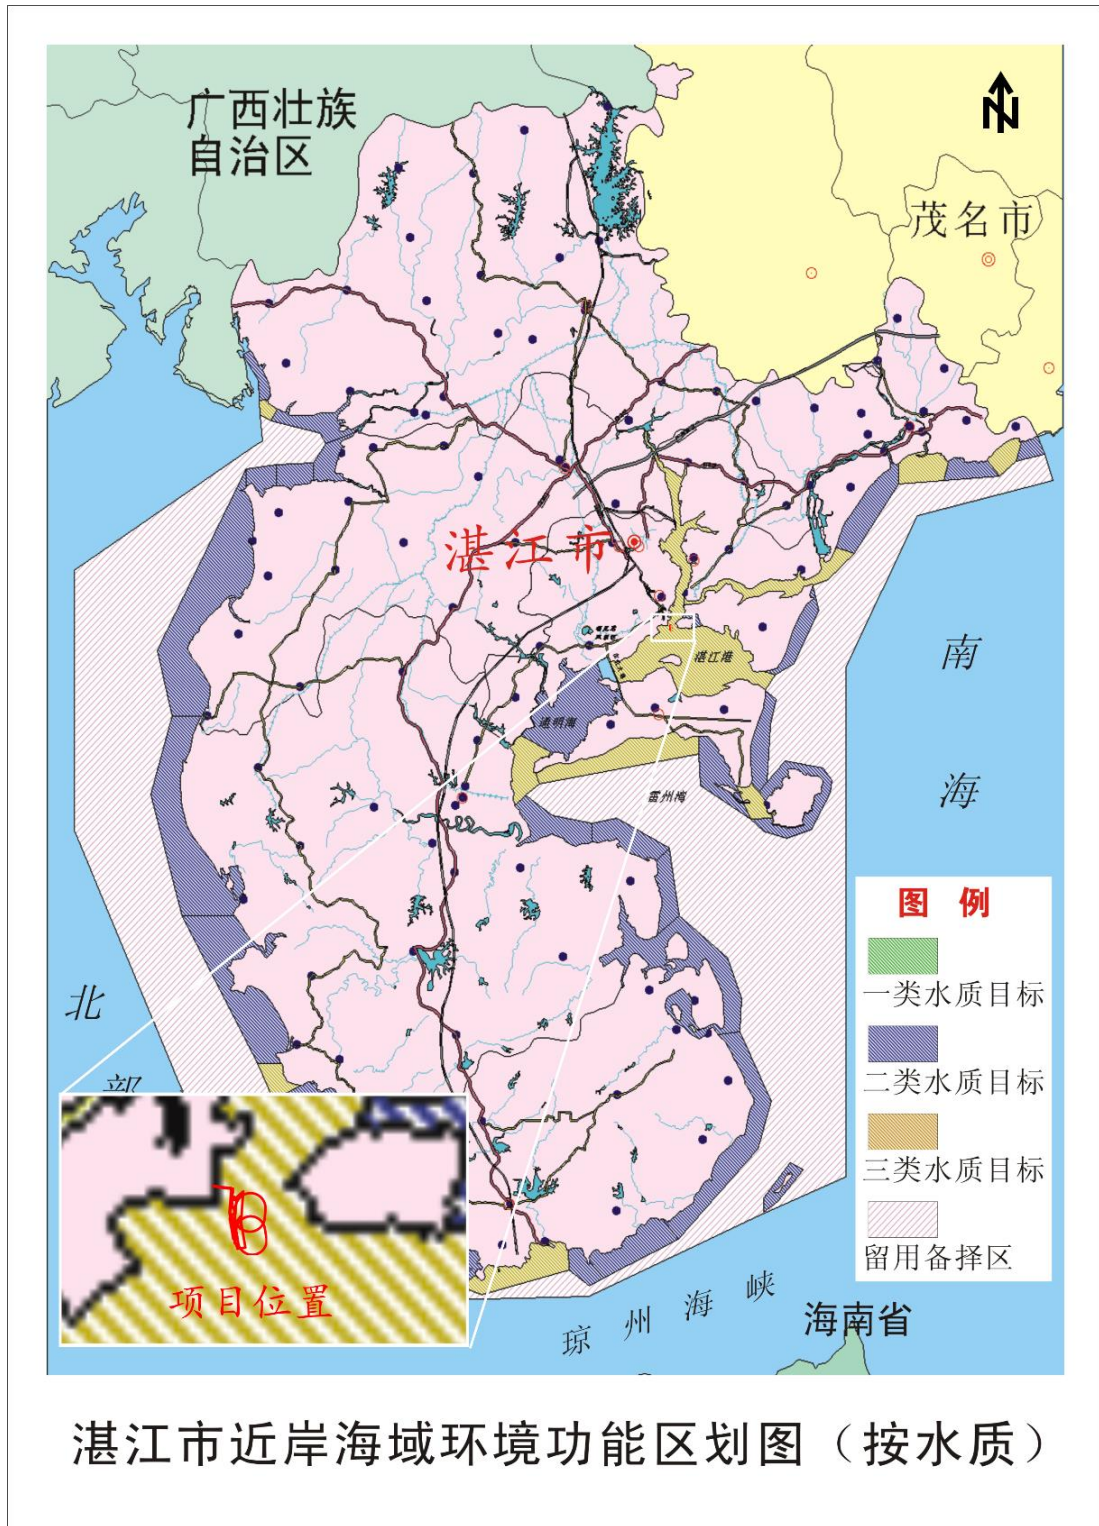 广西壮族
自治区
N
茂名市
湛江市
湛江港
通明海
雷州湾
南
海
图 例
一类水质目标
二类水质目标
三类水质目标
留用备择区
北
部
项目位置
琼州海峡
海南省
湛江市近岸海域环境功能区划图（按水质）